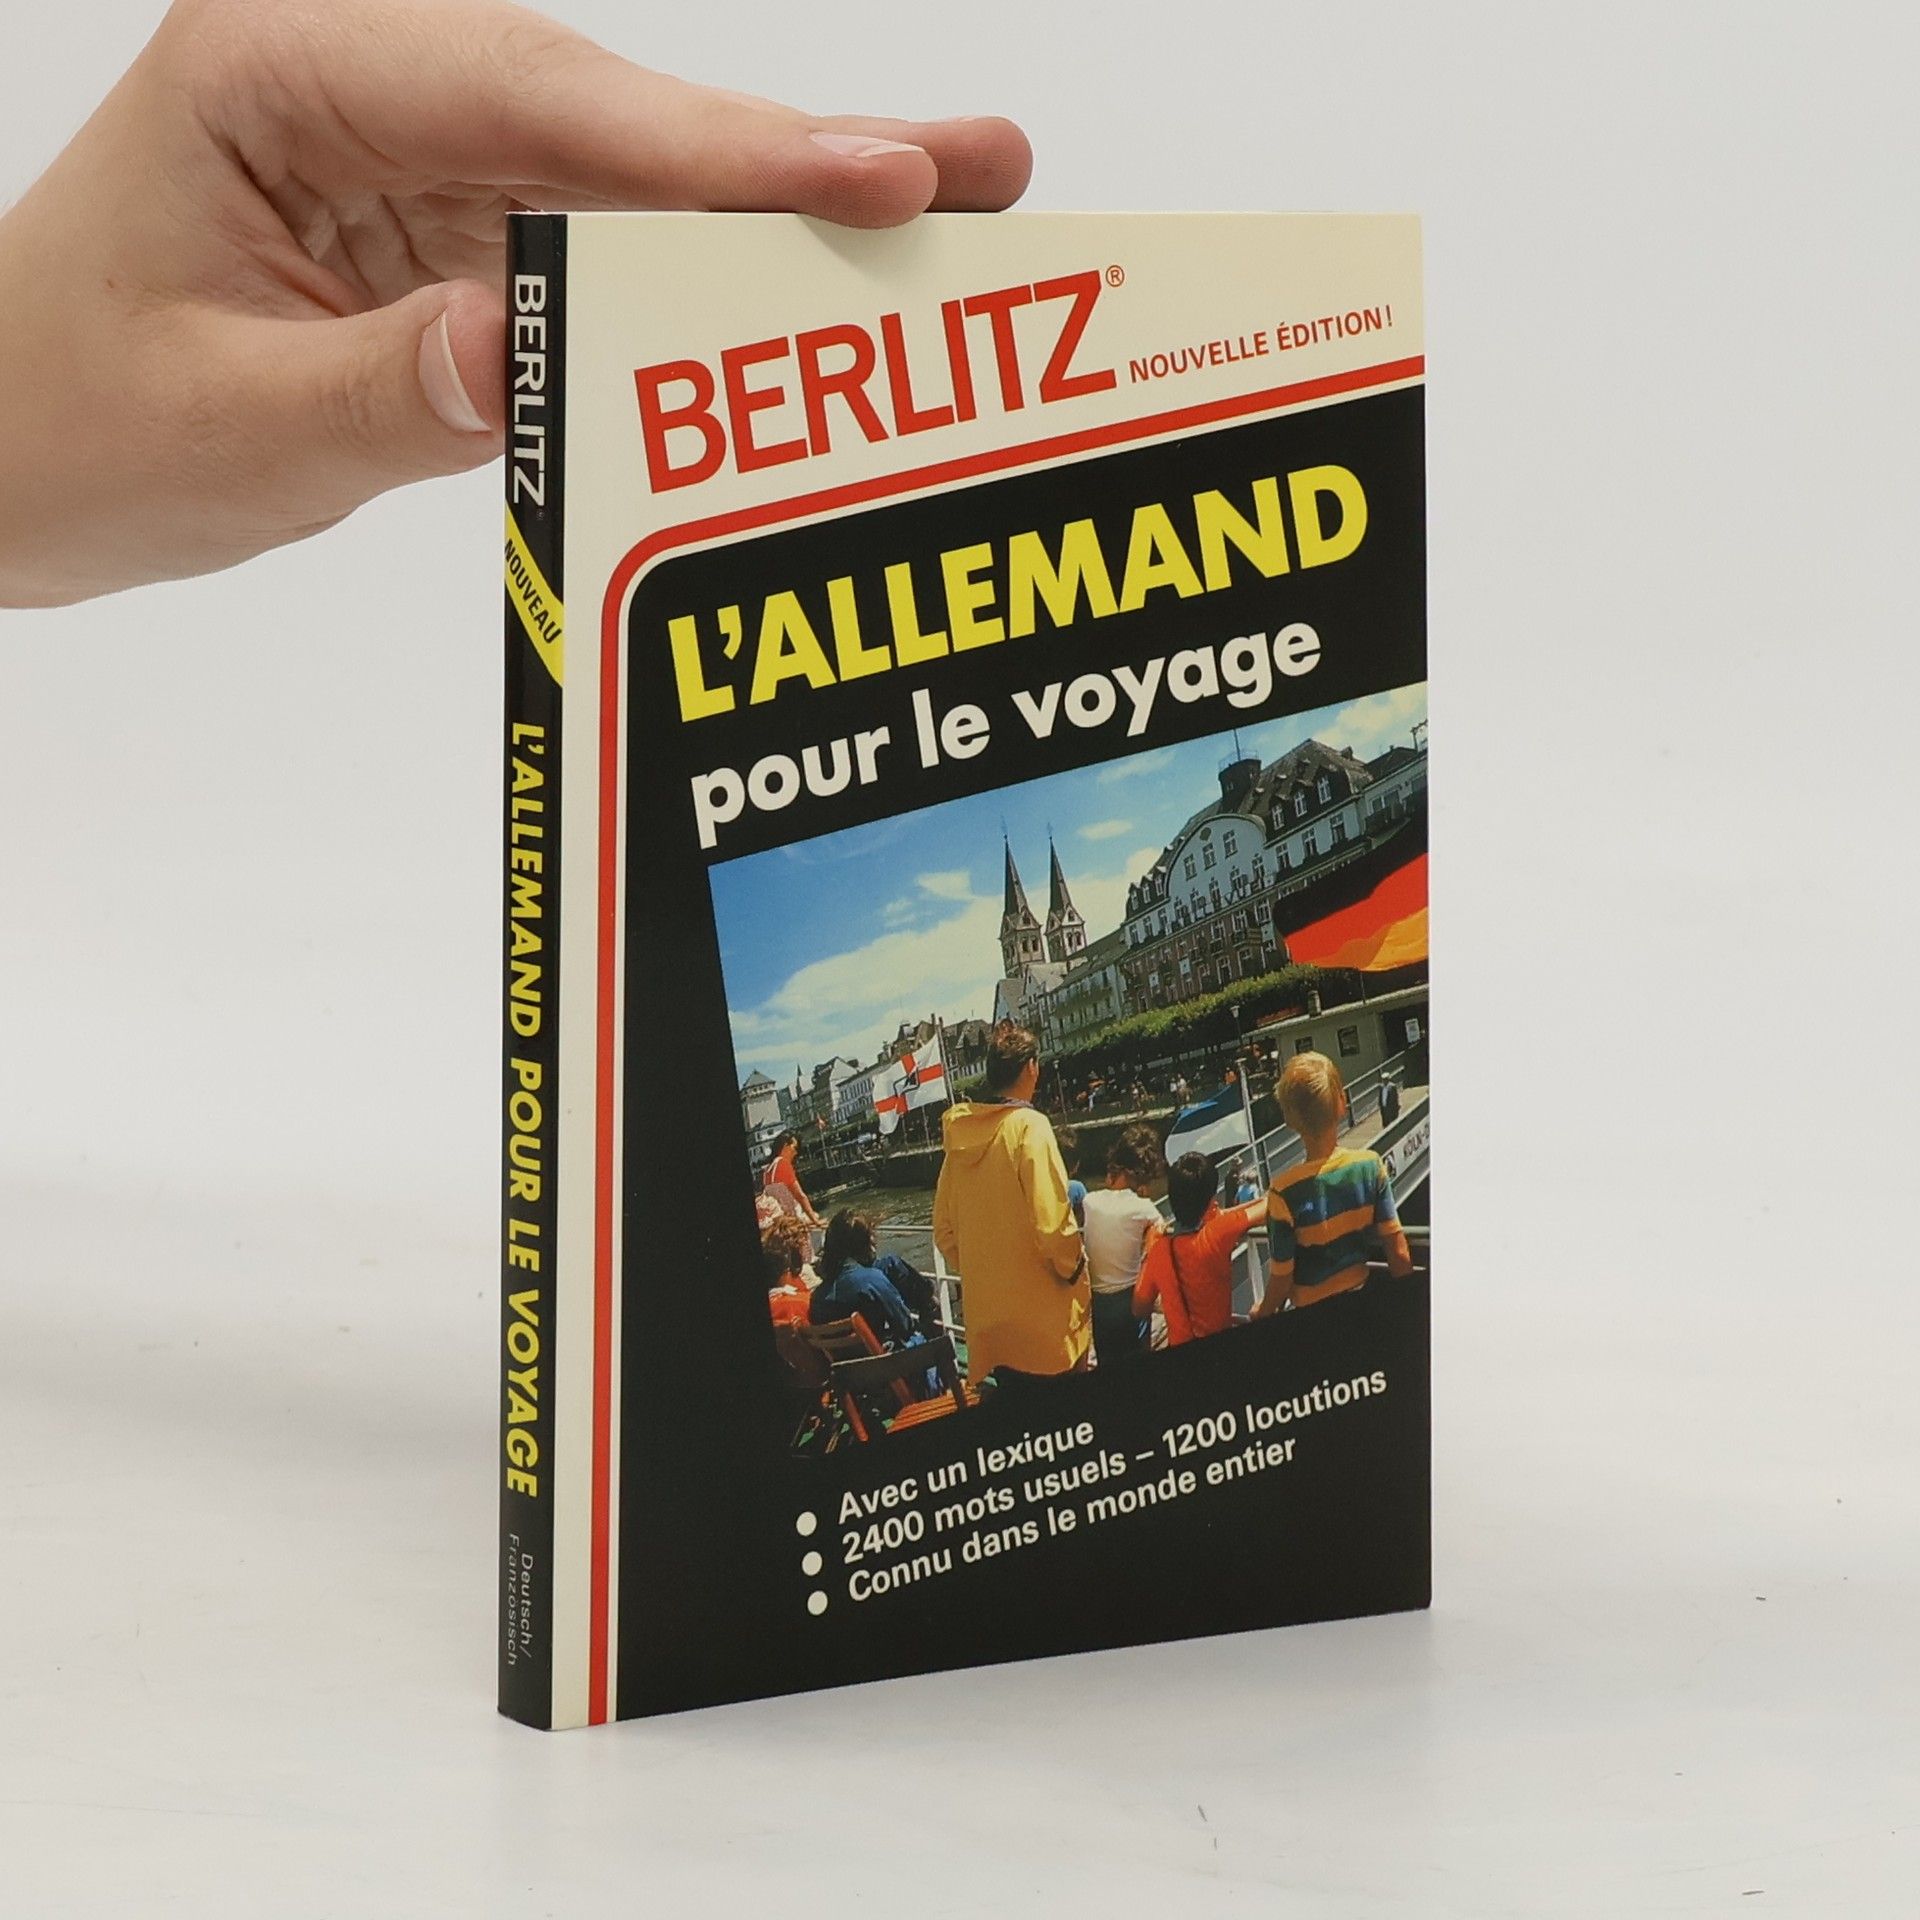 BERLITZ®
NOUVELLE ÉDITION!
L'ALLEMAND
pour le voyage
KÖLN-D
• Avec un lexique
• 2400 mots usuels – 1200 locutions
• Connu dans le monde entier
BERLITZ®
NOUVEAU
L'ALLEMAND POUR LE VOYAGE
Deutsch/
Französisch